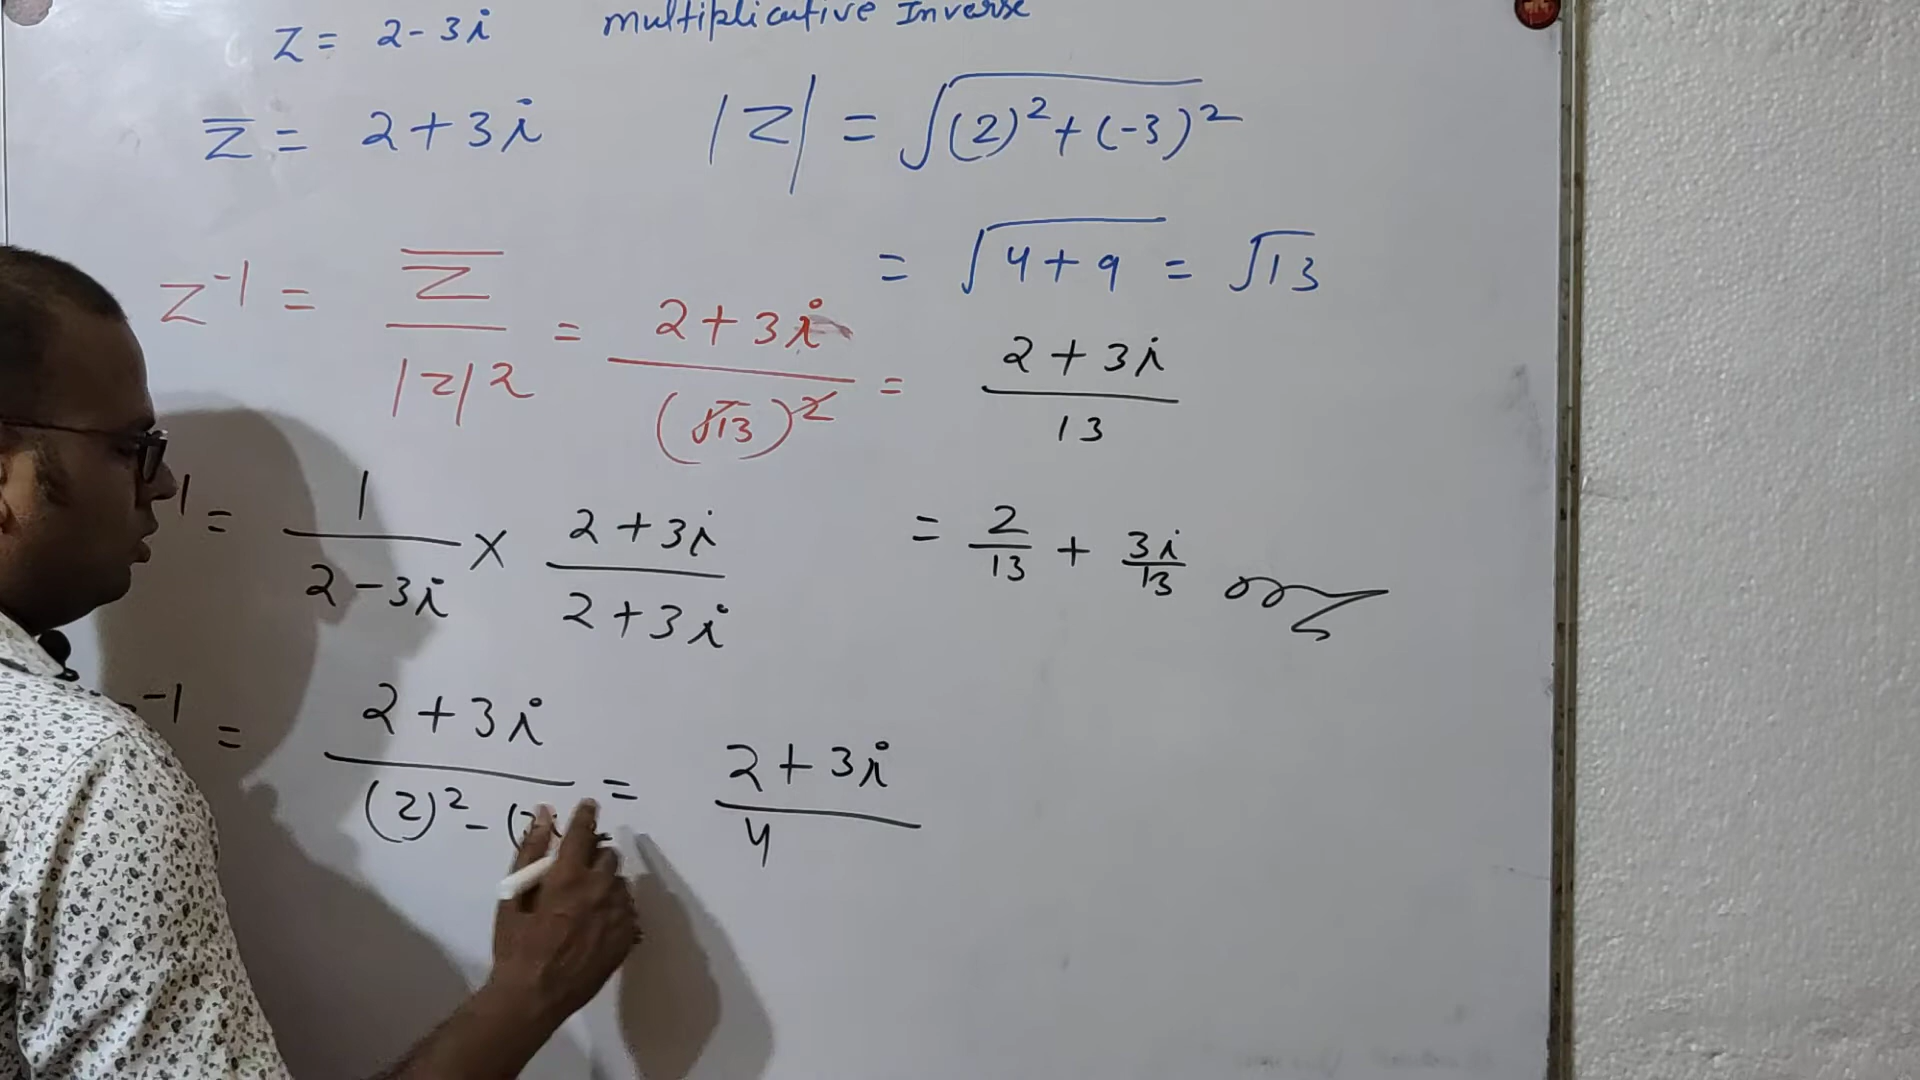 z = 2-3i multiplicative Inverse
z̅ = 2+3i |z| = √(2)²+(-3)²
= √4+9 = √13
z⁻¹ = z̅/|z|² = 2+3i/(√13)² = 2+3i/13
⁻¹ = 1/2-3i × 2+3i/2+3i = 2/13 + 3i/13
⁻¹ = 2+3i/(2)²-( = 2+3i/4